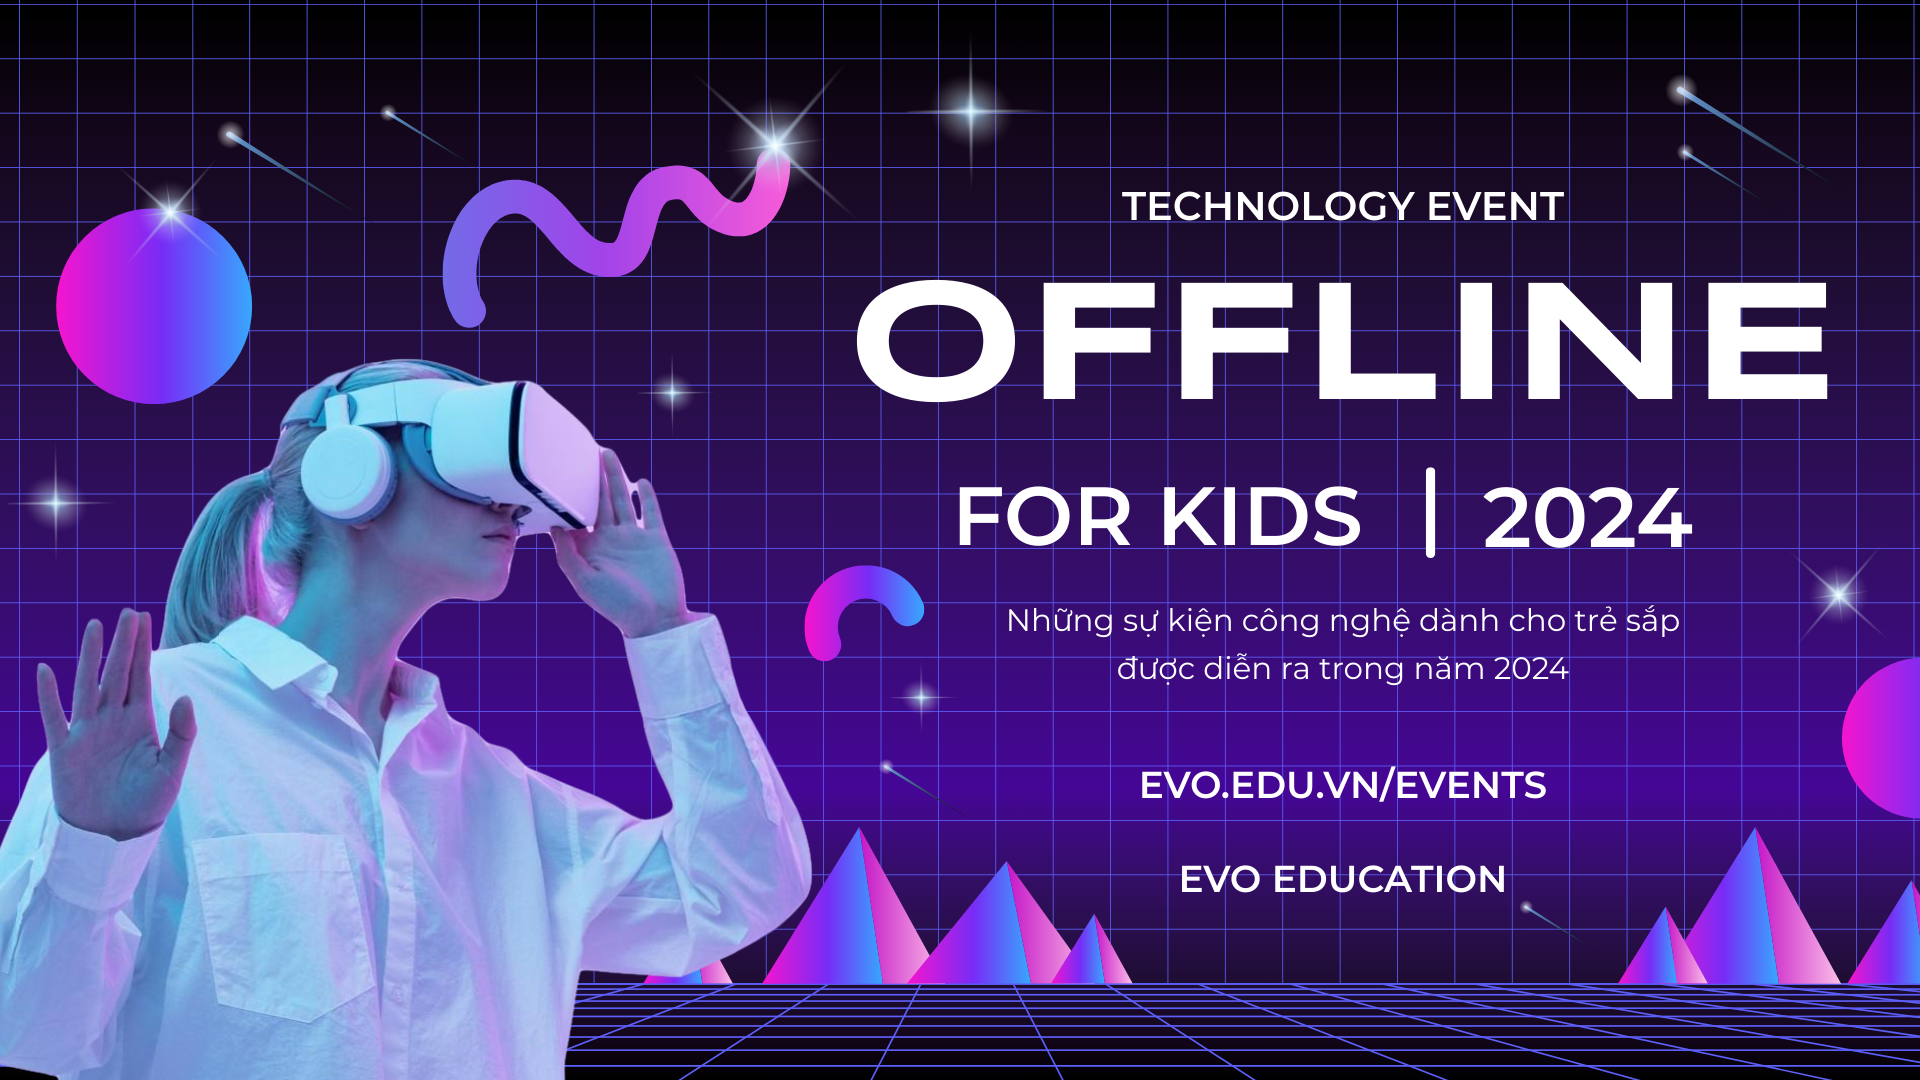 TECHNOLOGY EVENT
OFFLINE
FOR KIDS | 2024
Những sự kiện công nghệ dành cho trẻ sắp
được diễn ra trong năm 2024
EVO.EDU.VN/EVENTS
EVO EDUCATION